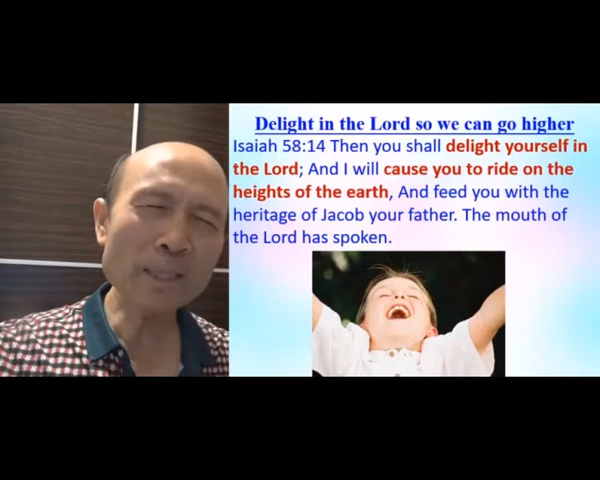 Delight in the Lord so we can go higher
Isaiah 58:14 Then you shall delight yourself in
the Lord; And I will cause you to ride on the
heights of the earth, And feed you with the
heritage of Jacob your father. The mouth of
the Lord has spoken.